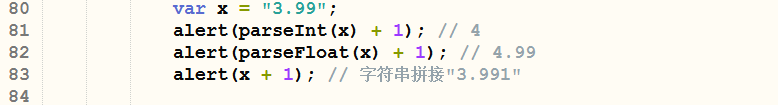 80 var x = "3.99";
81 alert(parseInt(x) + 1); // 4
82 alert(parseFloat(x) + 1); // 4.99
83 alert(x + 1); // 字符串拼接"3.991"
84